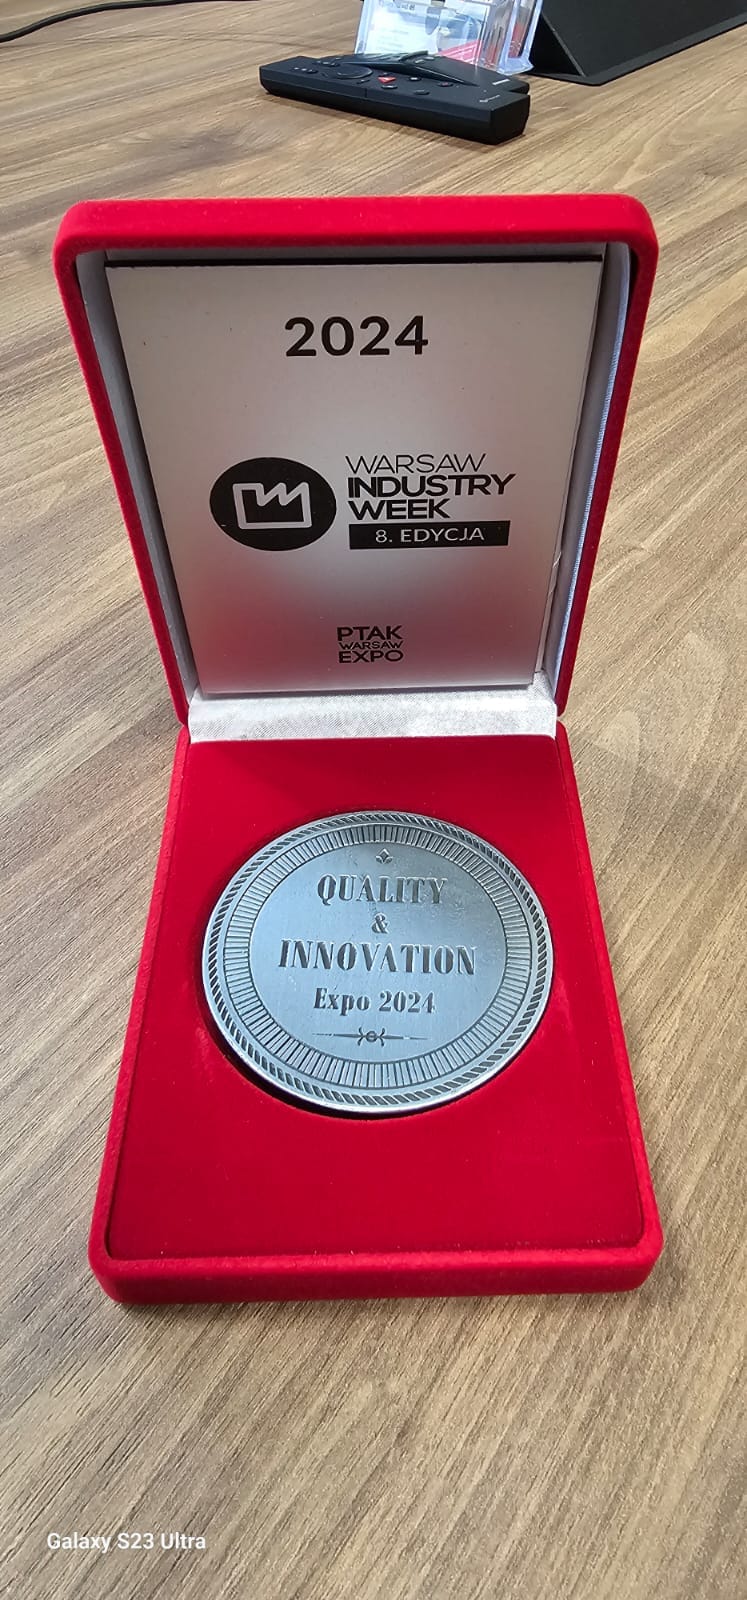 2024
WARSAW
INDUSTRY
WEEK
8. EDYCJA
PTAK
WARSAW
EXPO
QUALITY
&
INNOVATION
Expo 2024
Galaxy S23 Ultra